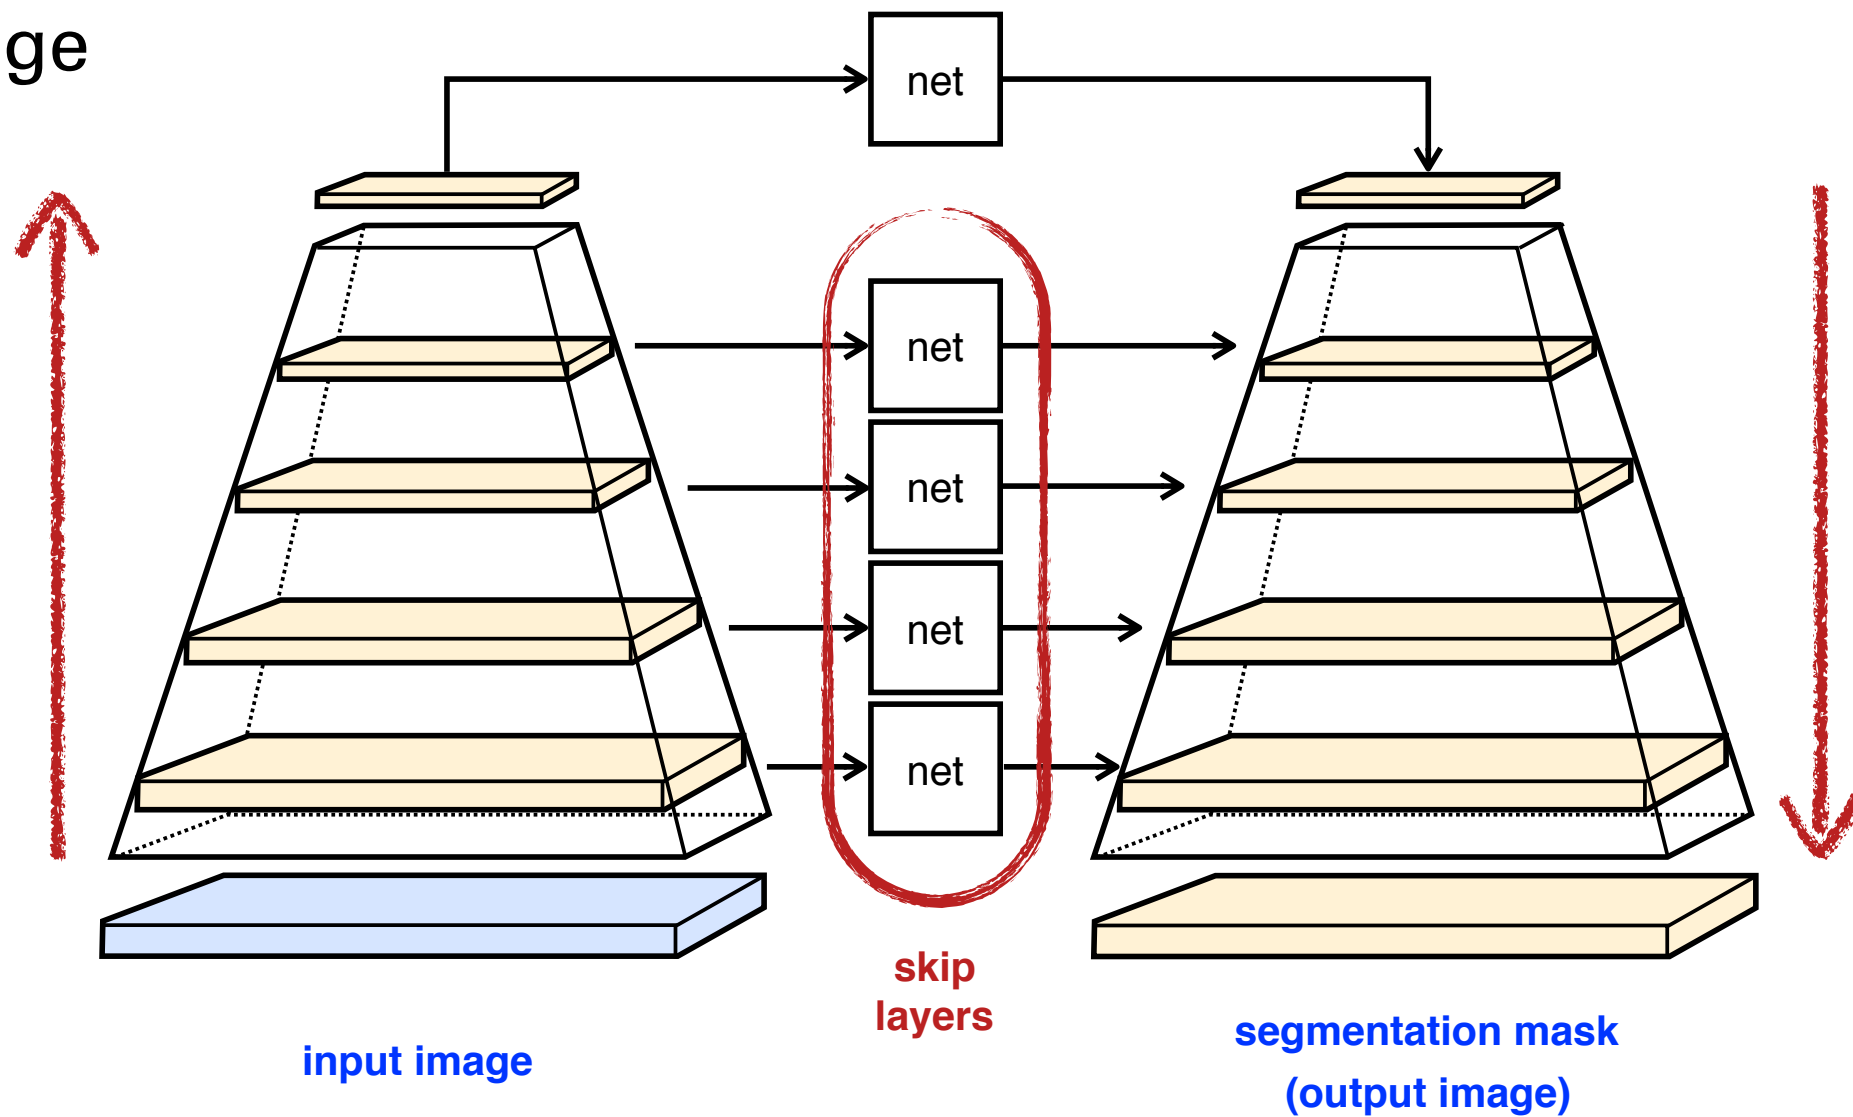 ge
net
net
net
net
net
skip
layers
input image
segmentation mask
(output image)